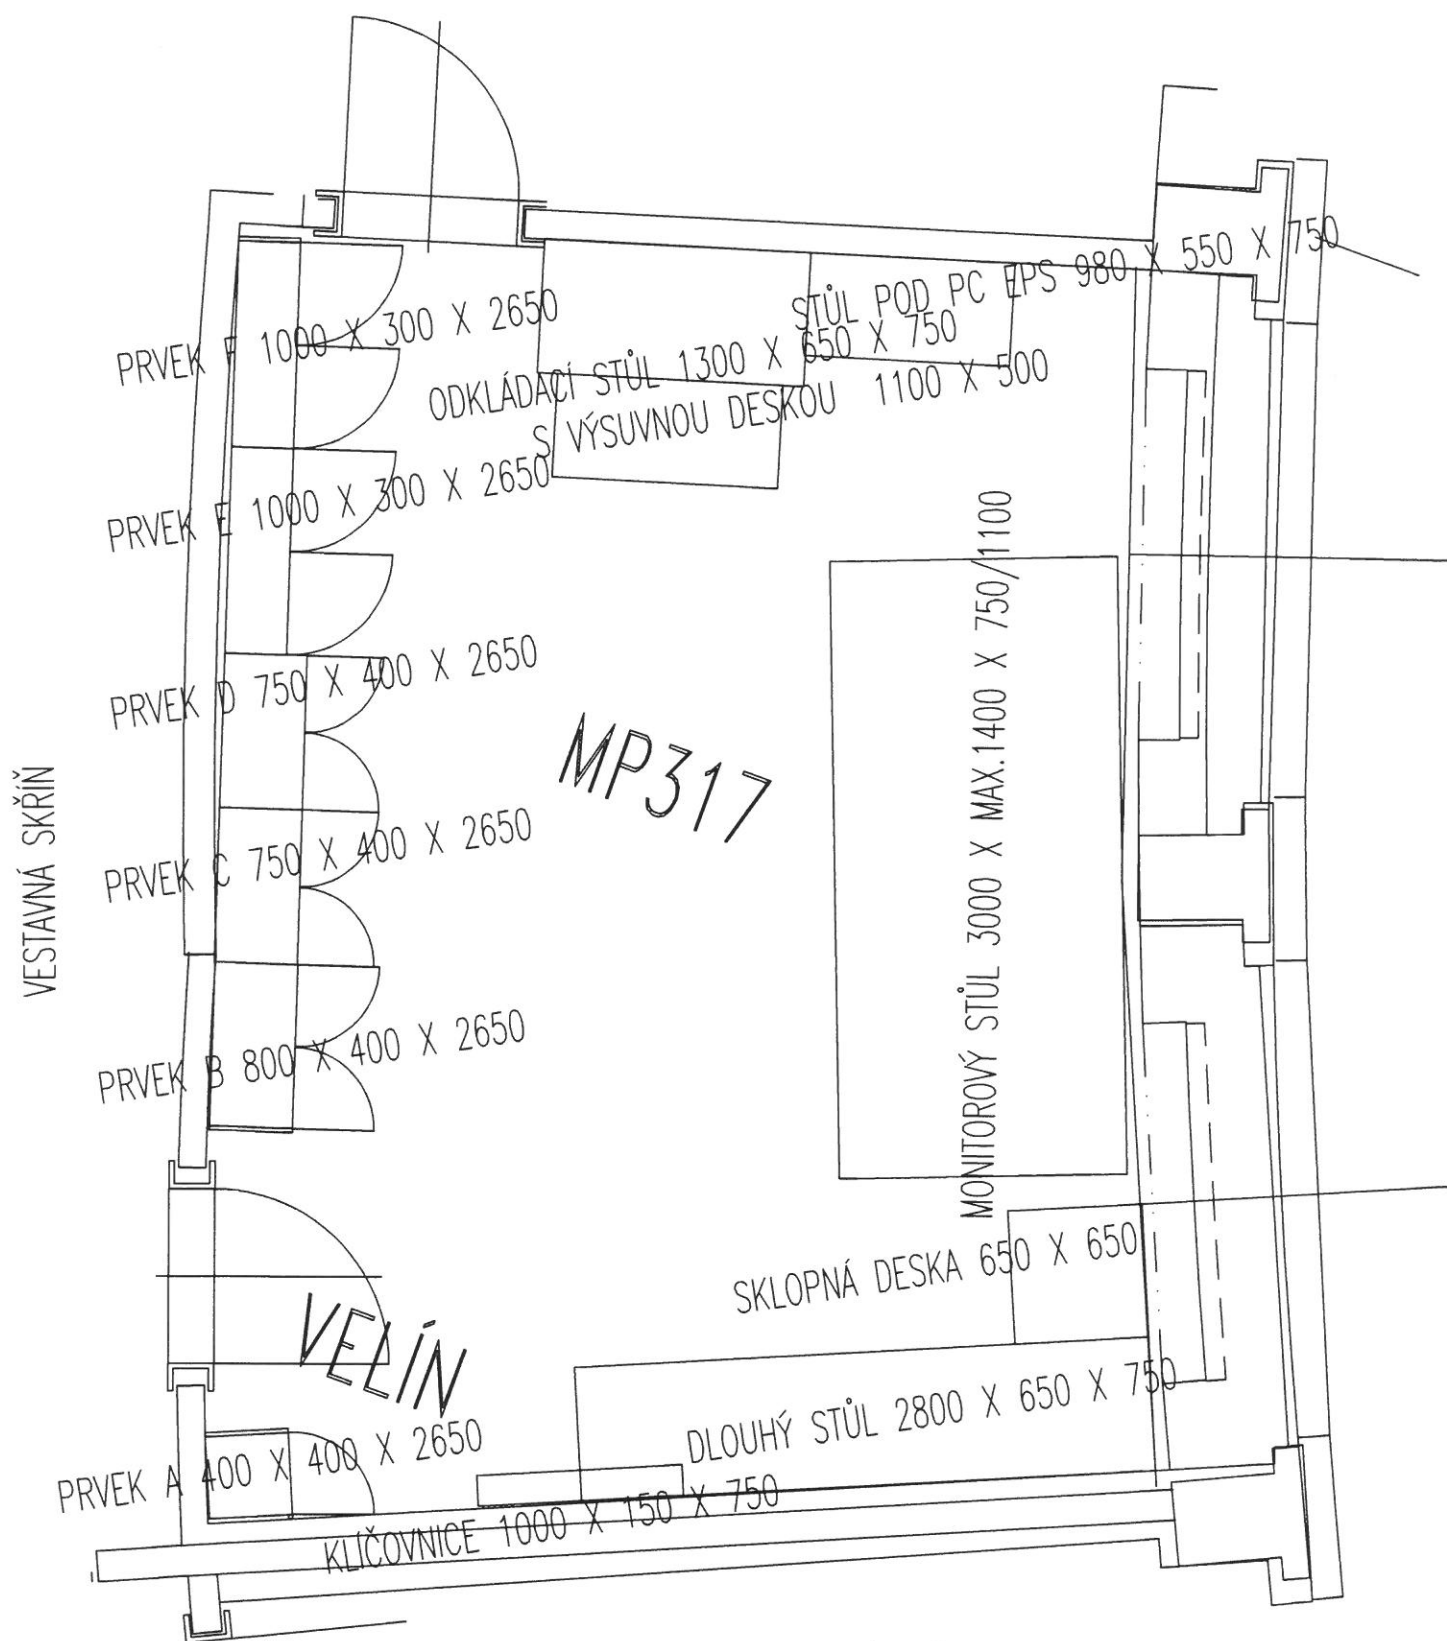 STŮL POD PC EPS 980 X 550 X 750
PRVEK F 1000 X 300 X 2650
ODKLÁDACÍ STŮL 1300 X 650 X 750
S VÝSUVNOU DESKOU 1100 X 500
PRVEK E 1000 X 300 X 2650
PRVEK D 750 X 400 X 2650
MP317
MONITOROVÝ STŮL 3000 X MAX.1400 X 750/1100
VESTAVNÁ SKŘÍŇ
PRVEK C 750 X 400 X 2650
PRVEK B 800 X 400 X 2650
SKLOPNÁ DESKA 650 X 650
VELÍN
DLOUHÝ STŮL 2800 X 650 X 750
PRVEK A 400 X 400 X 2650
KLÍČOVNICE 1000 X 150 X 750